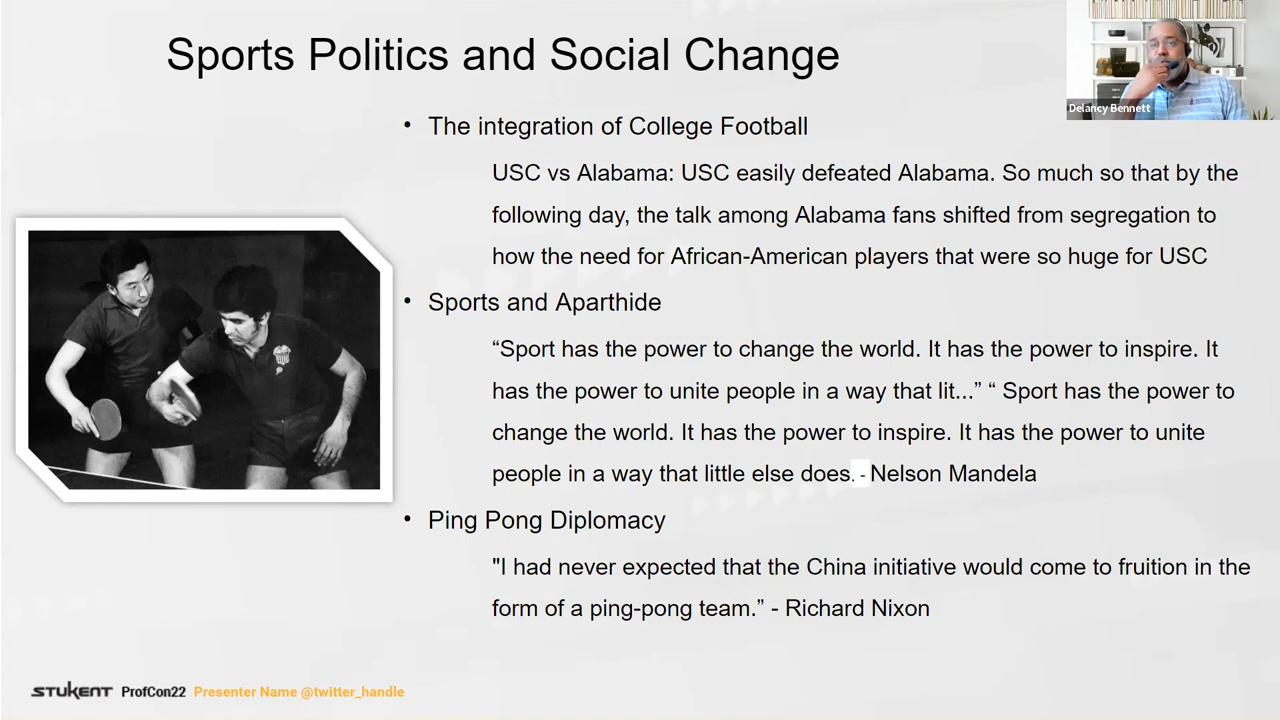 Sports Politics and Social Change
Delancy Bennett
• The integration of College Football
USC vs Alabama: USC easily defeated Alabama. So much so that by the
following day, the talk among Alabama fans shifted from segregation to
how the need for African-American players that were so huge for USC
• Sports and Aparthide
“Sport has the power to change the world. It has the power to inspire. It
has the power to unite people in a way that lit...” “ Sport has the power to
change the world. It has the power to inspire. It has the power to unite
people in a way that little else does. - Nelson Mandela
• Ping Pong Diplomacy
"I had never expected that the China initiative would come to fruition in the
form of a ping-pong team.” - Richard Nixon
STUKENT ProfCon22 Presenter Name @twitter_handle